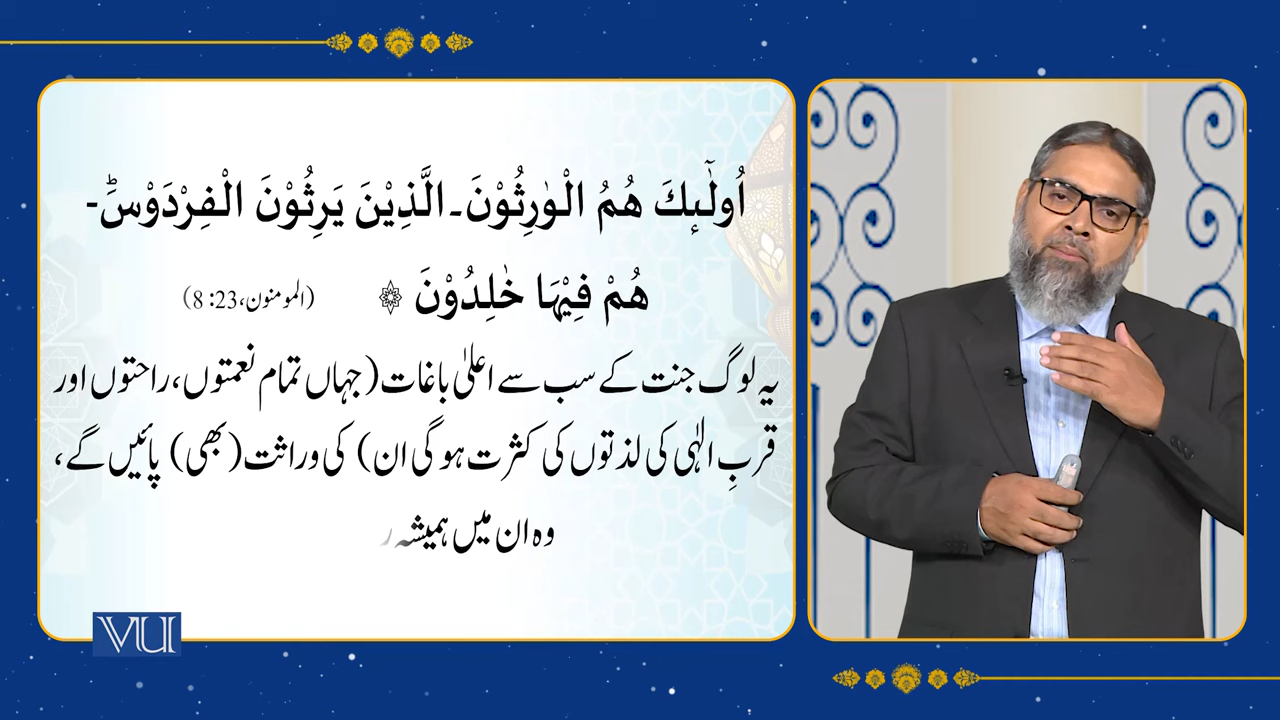 اُولٰٓىِٕكَ هُمُ الْوٰرِثُوْنَ۔الَّذِیْنَ یَرِثُوْنَ الْفِرْدَوْسَؕ-
هُمْ فِیْهَا خٰلِدُوْنَ ۞ (المومنون،23: 8)
یہ لوگ جنت کے سب سے اعلیٰ باغات (جہاں تمام نعمتوں، راحتوں اور
قربِ الٰہی کی لذتوں کی کثرت ہو گی ان) کی وراثت (بھی) پائیں گے،
وہ ان میں ہمیشہ ر
VU